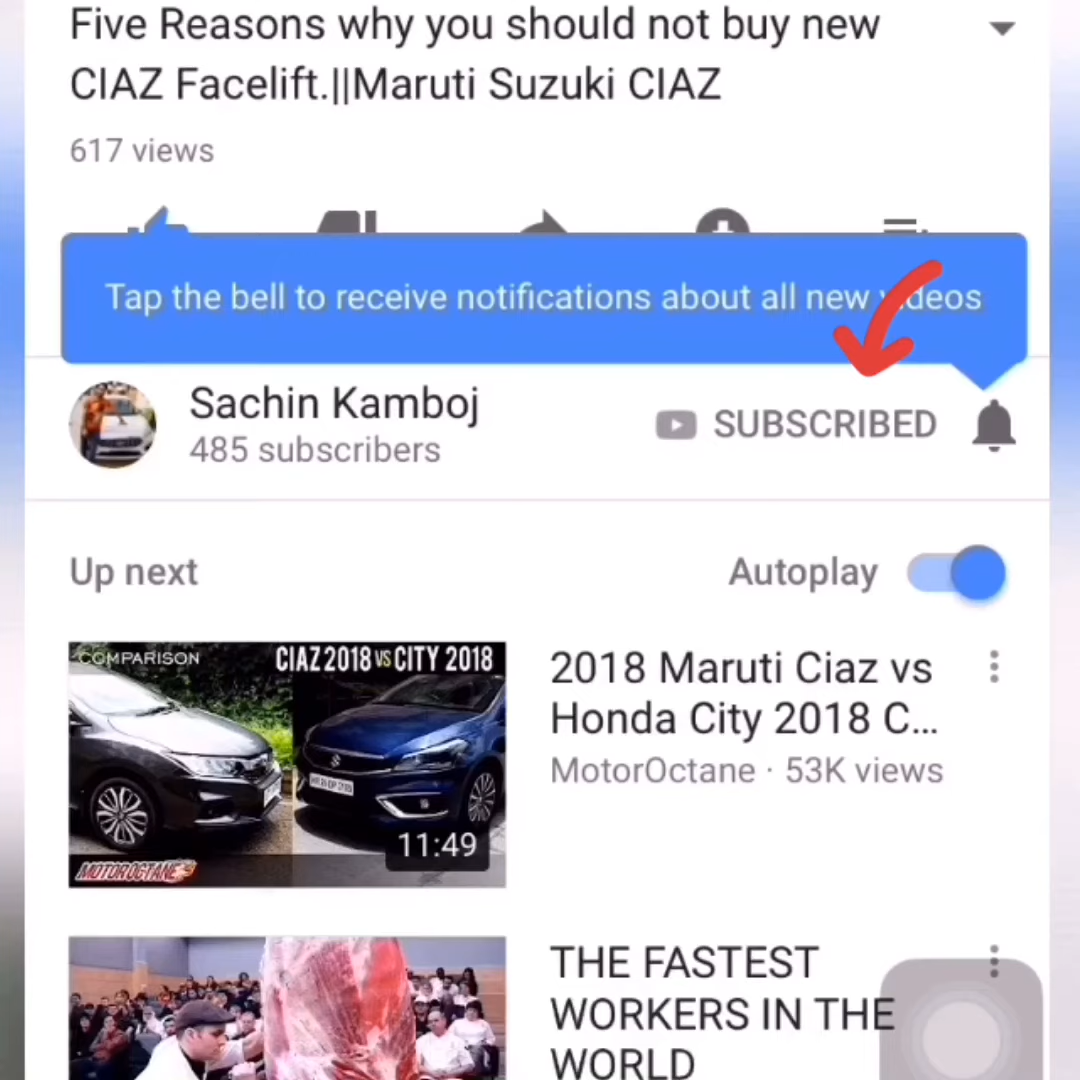 Five Reasons why you should not buy new
CIAZ Facelift.||Maruti Suzuki CIAZ
617 views
Tap the bell to receive notifications about all new videos
Sachin Kamboj
485 subscribers
SUBSCRIBED
Up next
Autoplay
COMPARISON
CIAZ 2018 VS CITY 2018
11:49
MOTOROCTANE
2018 Maruti Ciaz vs
Honda City 2018 C...
MotorOctane · 53K views
THE FASTEST
WORKERS IN THE
WORLD